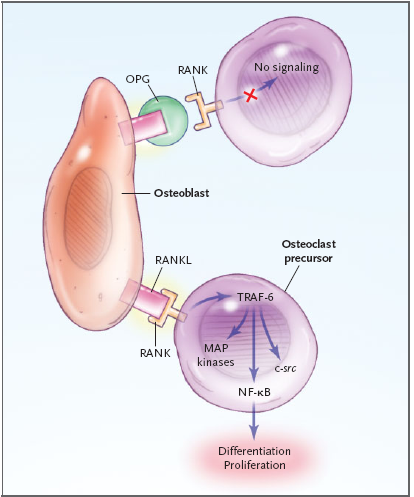 No signaling
RANK
OPG
Osteoblast
Osteoclast
precursor
RANKL
TRAF-6
RANK
MAP
kinases
c-src
NF-κB
Differentiation
Proliferation